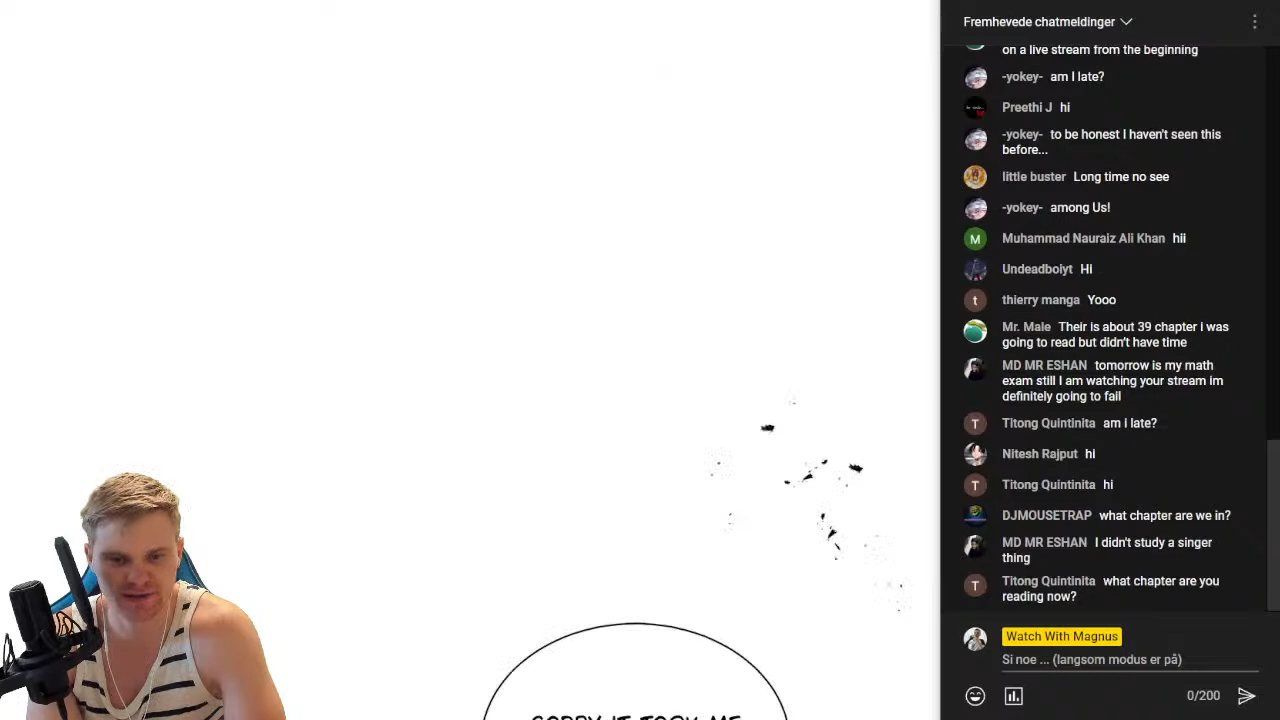 Fremhevede chatmeldinger
on a live stream from the beginning
-yokey- am I late?
Preethi J hi
-yokey- to be honest I haven't seen this
before...
little buster Long time no see
-yokey- among Us!
M Muhammad Nauraiz Ali Khan hii
Undeadboiyt Hi
t thierry manga Yooo
Mr. Male Their is about 39 chapter i was
going to read but didn't have time
MD MR ESHAN tomorrow is my math
exam still I am watching your stream im
definitely going to fail
T Titong Quintinita am i late?
Nitesh Rajput hi
T Titong Quintinita hi
DJMOUSETRAP what chapter are we in?
MD MR ESHAN I didn't study a singer
thing
T Titong Quintinita what chapter are you
reading now?
Watch With Magnus
Si noe ... (langsom modus er på)
0/200
SORRY IT TOOK ME